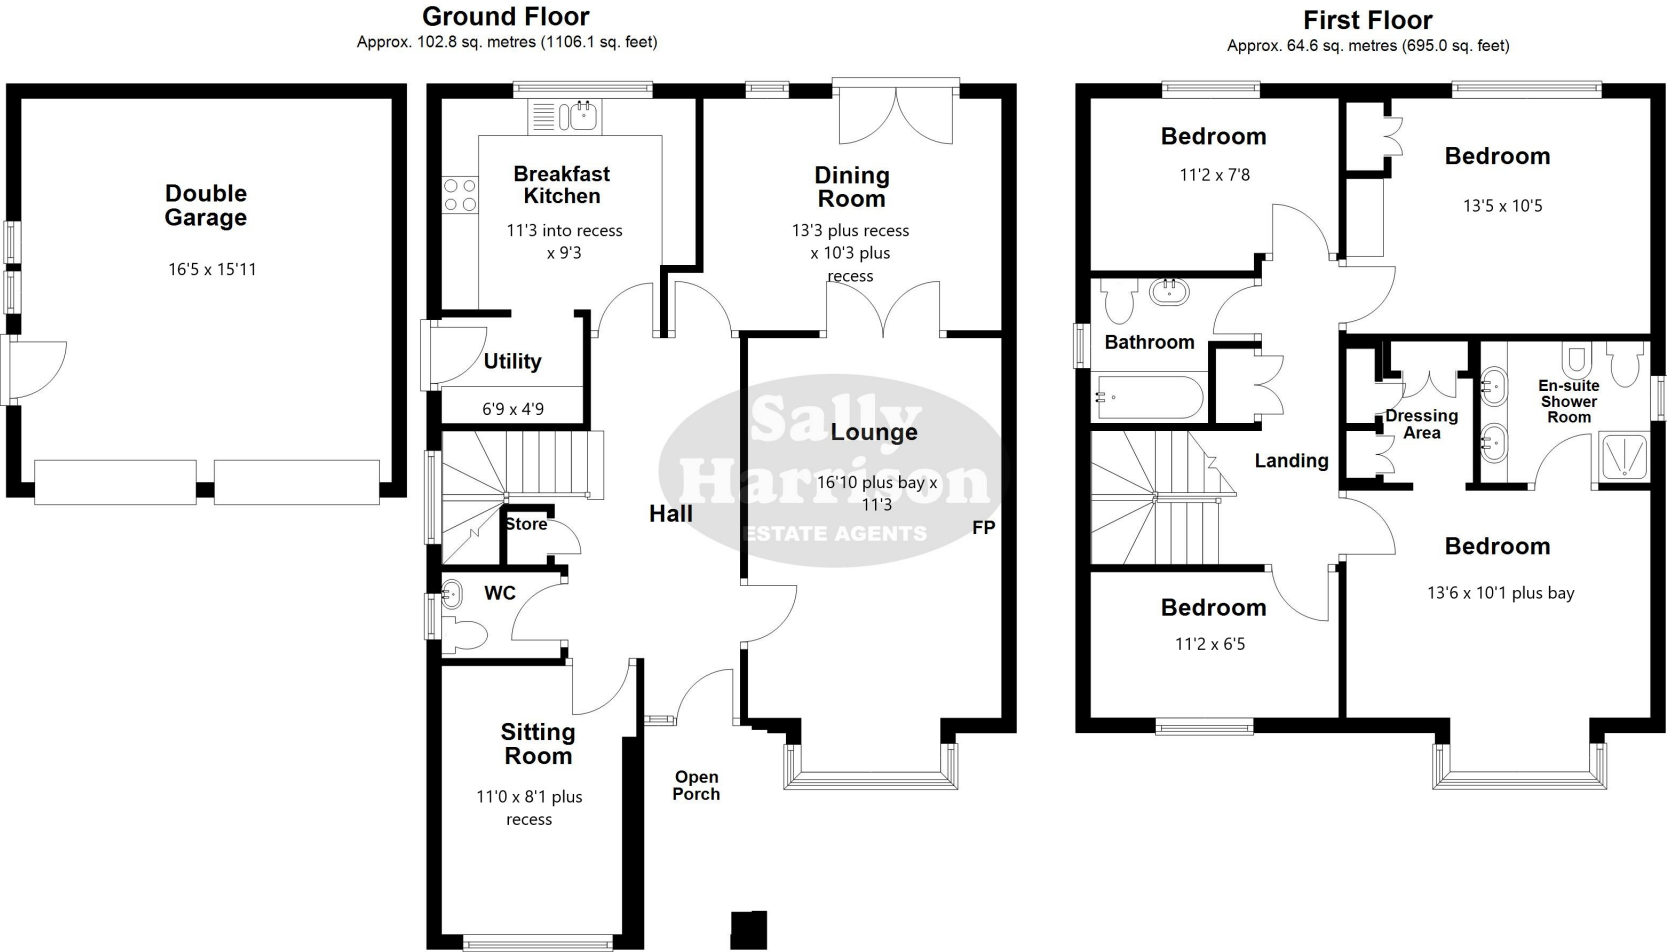 Ground Floor
Approx. 102.8 sq. metres (1106.1 sq. feet)
Double
Garage
16'5 x 15'11
Breakfast
Kitchen
11'3 into recess
x 9'3
Dining
Room
13'3 plus recess
x 10'3 plus
recess
Utility
6'9 x 4'9
Sally
Harrison
ESTATE AGENTS
Lounge
16'10 plus bay x
11'3
FP
Hall
Store
WC
Sitting
Room
11'0 x 8'1 plus
recess
Open
Porch
First Floor
Approx. 64.6 sq. metres (695.0 sq. feet)
Bedroom
11'2 x 7'8
Bedroom
13'5 x 10'5
Bathroom
Dressing
Area
En-suite
Shower
Room
Landing
Bedroom
13'6 x 10'1 plus bay
Bedroom
11'2 x 6'5